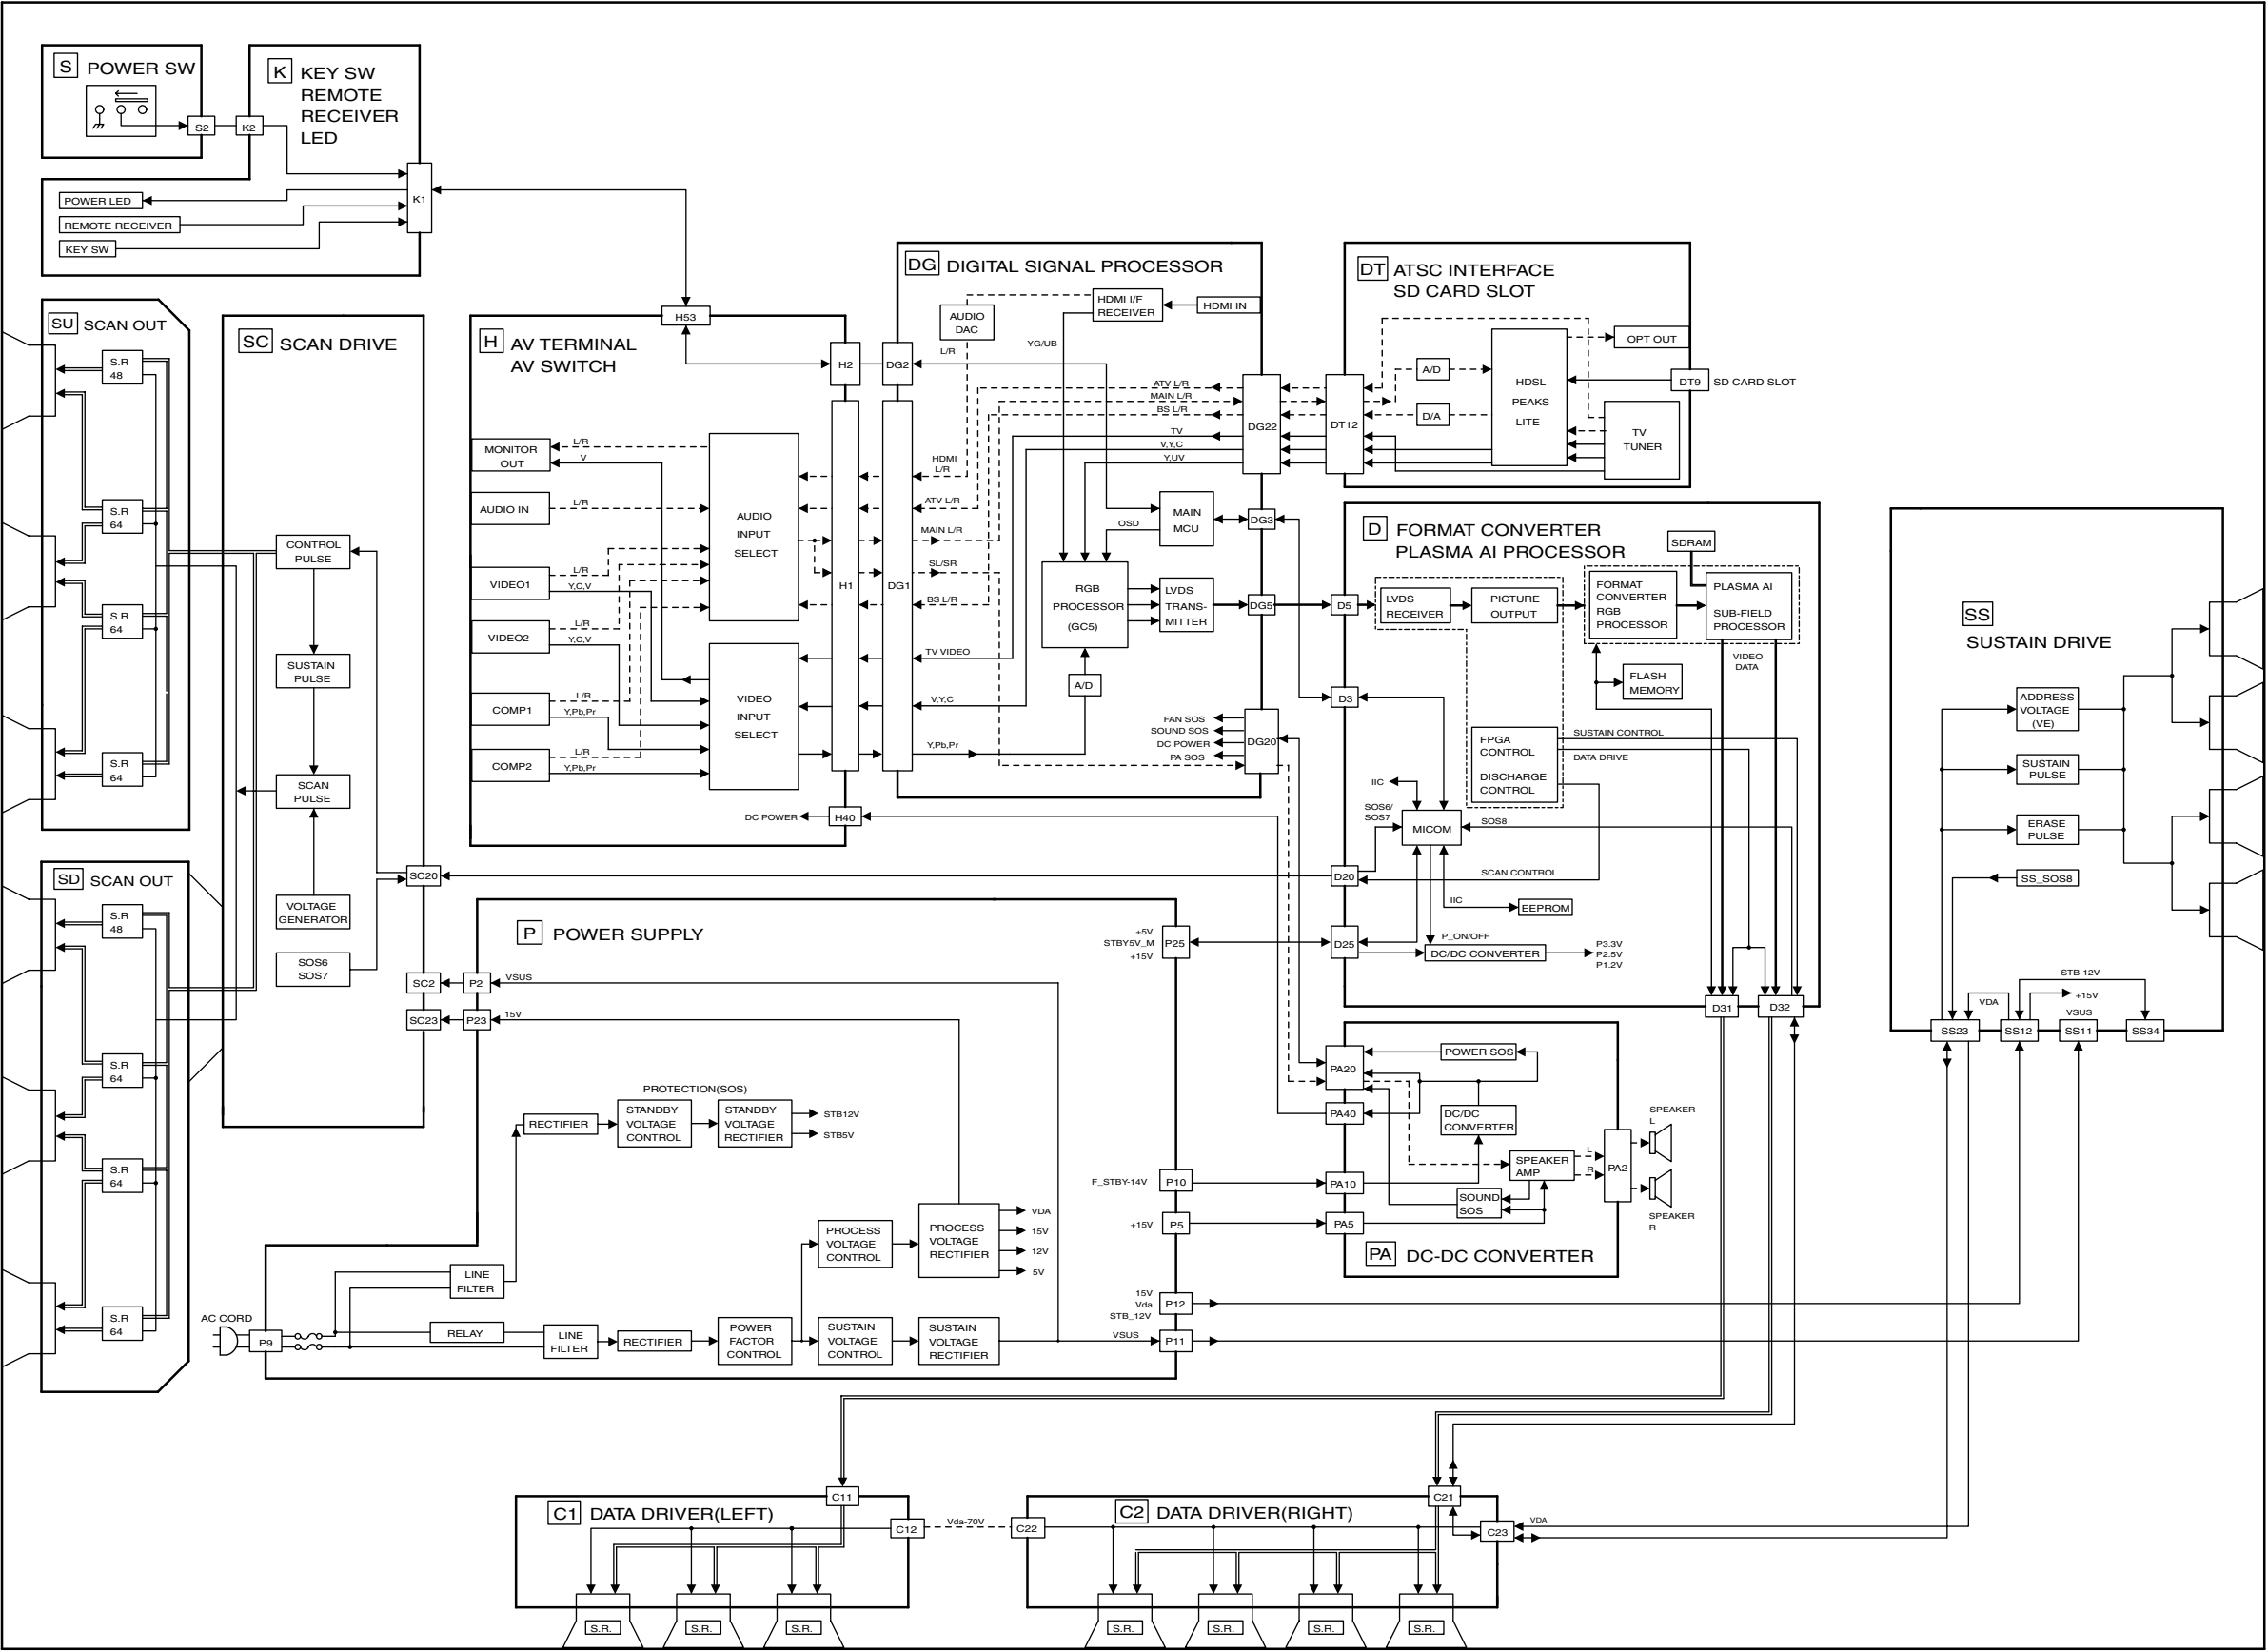 S POWER SW
K KEY SW
REMOTE
RECEIVER
LED
S2
K2
K1
POWER LED
REMOTE RECEIVER
KEY SW
SU SCAN OUT
S.R
48
S.R
64
S.R
64
S.R
64
SC SCAN DRIVE
CONTROL
PULSE
SUSTAIN
PULSE
SCAN
PULSE
VOLTAGE
GENERATOR
SOS6
SOS7
SC20
SC2
SC23
SD SCAN OUT
S.R
48
S.R
64
S.R
64
S.R
64
H53
H AV TERMINAL
AV SWITCH
H2
MONITOR
OUT
L/R
V
AUDIO IN
L/R
VIDEO1
L/R
Y,C,V
VIDEO2
L/R
Y,C,V
COMP1
L/R
Y,Pb,Pr
COMP2
L/R
Y,Pb,Pr
AUDIO
INPUT
SELECT
VIDEO
INPUT
SELECT
H1
DC POWER
H40
DG DIGITAL SIGNAL PROCESSOR
HDMI I/F
RECEIVER
HDMI IN
AUDIO
DAC
L/R
YG/UB
DG2
DG1
ATV L/R
MAIN L/R
BS L/R
TV
V,Y,C
Y,UV
HDMI
L/R
ATV L/R
MAIN L/R
SL/SR
BS L/R
TV VIDEO
V,Y,C
Y,Pb,Pr
OSD
MAIN
MCU
RGB
PROCESSOR
(GC5)
LVDS
TRANS-
MITTER
A/D
DG22
DG3
DG5
FAN SOS
SOUND SOS
DC POWER
PA SOS
DG20
DT ATSC INTERFACE
SD CARD SLOT
DT12
A/D
D/A
HDSL
PEAKS
LITE
OPT OUT
DT9 SD CARD SLOT
TV
TUNER
D FORMAT CONVERTER
PLASMA AI PROCESSOR
SDRAM
D5
LVDS
RECEIVER
PICTURE
OUTPUT
FORMAT
CONVERTER
RGB
PROCESSOR
PLASMA AI
SUB-FIELD
PROCESSOR
VIDEO
DATA
FLASH
MEMORY
D3
FPGA
CONTROL
DISCHARGE
CONTROL
SUSTAIN CONTROL
DATA DRIVE
IIC
SOS6/
SOS7
MICOM
SOS8
D20
SCAN CONTROL
IIC
EEPROM
D25
P_ON/OFF
DC/DC CONVERTER
P3.3V
P2.5V
P1.2V
D31
D32
SS
SUSTAIN DRIVE
ADDRESS
VOLTAGE
(VE)
SUSTAIN
PULSE
ERASE
PULSE
SS_SOS8
STB-12V
VDA
+15V
VSUS
SS23
SS12
SS11
SS34
P POWER SUPPLY
+5V
STBY5V_M
+15V
P25
P2
VSUS
P23
15V
PROTECTION(SOS)
RECTIFIER
STANDBY
VOLTAGE
CONTROL
STANDBY
VOLTAGE
RECTIFIER
STB12V
STB5V
F_STBY-14V
P10
+15V
P5
PROCESS
VOLTAGE
CONTROL
PROCESS
VOLTAGE
RECTIFIER
VDA
15V
12V
5V
LINE
FILTER
AC CORD
P9
RELAY
LINE
FILTER
RECTIFIER
POWER
FACTOR
CONTROL
SUSTAIN
VOLTAGE
CONTROL
SUSTAIN
VOLTAGE
RECTIFIER
15V
Vda
STB_12V
P12
VSUS
P11
PA20
POWER SOS
PA40
DC/DC
CONVERTER
SPEAKER
L
PA10
SPEAKER
AMP
L
R
PA2
SOUND
SOS
SPEAKER
R
PA5
PA DC-DC CONVERTER
C11
C1 DATA DRIVER(LEFT)
C12
Vda-70V
S.R.
S.R.
S.R.
C22
C2 DATA DRIVER(RIGHT)
C21
C23
VDA
S.R.
S.R.
S.R.
S.R.